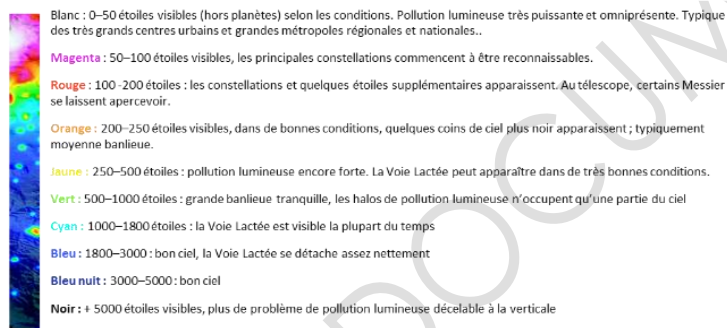 Blanc : 0–50 étoiles visibles (hors planètes) selon les conditions. Pollution lumineuse très puissante et omniprésente. Typique
des très grands centres urbains et grandes métropoles régionales et nationales..
Magenta : 50–100 étoiles visibles, les principales constellations commencent à être reconnaissables.
Rouge : 100 -200 étoiles : les constellations et quelques étoiles supplémentaires apparaissent. Au télescope, certains Messier
se laissent apercevoir.
Orange : 200–250 étoiles visibles, dans de bonnes conditions, quelques coins de ciel plus noir apparaissent ; typiquement
moyenne banlieue.
Jaune : 250–500 étoiles : pollution lumineuse encore forte. La Voie Lactée peut apparaître dans de très bonnes conditions.
Vert : 500–1000 étoiles : grande banlieue tranquille, les halos de pollution lumineuse n’occupent qu’une partie du ciel
Cyan : 1000–1800 étoiles : la Voie Lactée est visible la plupart du temps
Bleu : 1800–3000 : bon ciel, la Voie Lactée se détache assez nettement
Bleu nuit : 3000–5000 : bon ciel
Noir : + 5000 étoiles visibles, plus de problème de pollution lumineuse décelable à la verticale
DOCUM